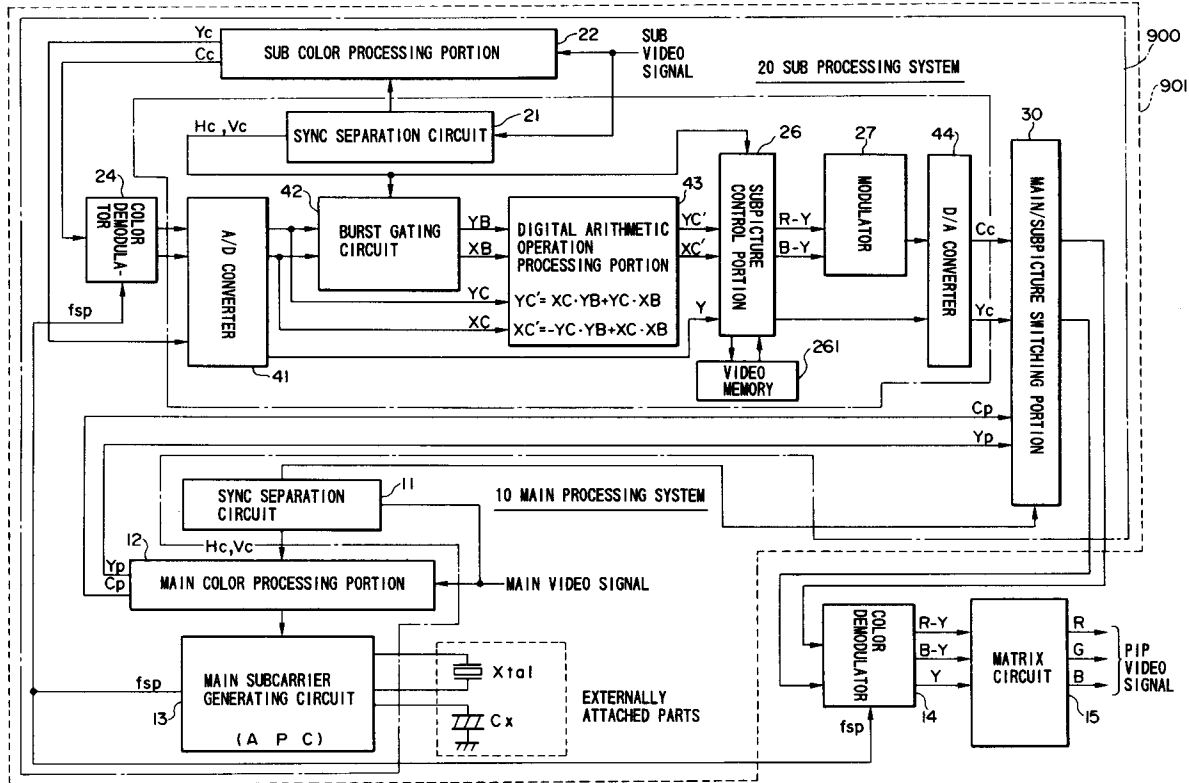 Yc
Cc
22
SUB COLOR PROCESSING PORTION
SUB
VIDEO
SIGNAL
900
20 SUB PROCESSING SYSTEM
901
21
Hc,Vc
SYNC SEPARATION CIRCUIT
26
27
44
30
24
COLOR
DEMODULA-
TOR
A/D CONVERTER
41
42
BURST GATING
CIRCUIT
YB
XB
YC
XC
43
DIGITAL ARITHMETIC
OPERATION
PROCESSING PORTION
YC'=XC·YB+YC·XB
XC'=-YC·YB+XC·XB
YC'
XC'
Y
SUBPICTURE
CONTROL PORTION
R-Y
B-Y
MODULATOR
D/A CONVERTER
Cc
Yc
MAIN/SUBPICTURE SWITCHING PORTION
fsp
261
VIDEO
MEMORY
Cp
Yp
11
SYNC SEPARATION
CIRCUIT
10 MAIN PROCESSING SYSTEM
12
Hc,Vc
Yp
Cp
MAIN COLOR PROCESSING PORTION
MAIN VIDEO SIGNAL
fsp
13
MAIN SUBCARRIER
GENERATING CIRCUIT
(A P C)
Xtal
Cx
EXTERNALLY
ATTACHED PARTS
COLOR
DEMODULATOR
fsp
14
R-Y
B-Y
Y
MATRIX
CIRCUIT
15
R
G
B
PIP
VIDEO
SIGNAL